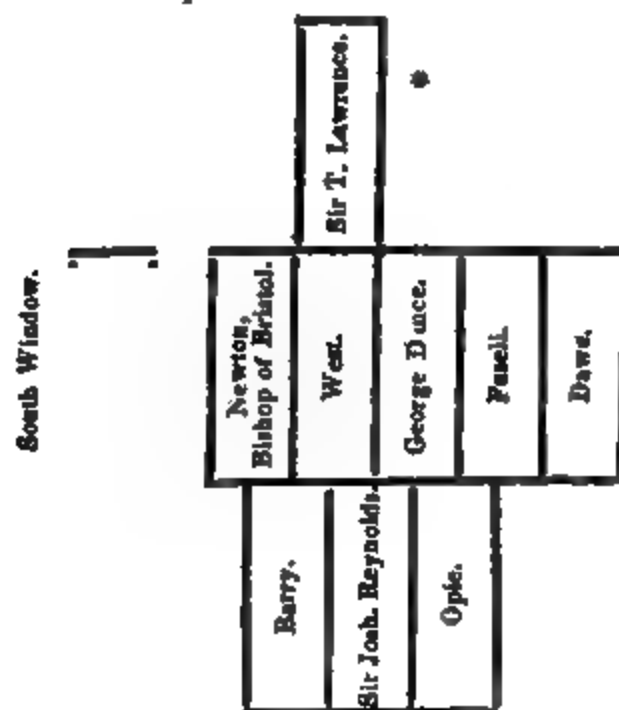 South Window.
Sir T. Lawrence.
*
Newton,
Bishop of Bristol.
West.
George Dance.
Fuseli.
Dawe.
Barry.
Sir Josh. Reynolds.
Opie.